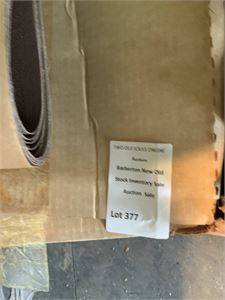 TWO OLD SOULS ONLINE
Auctions
Barberton New Old
Stock Inventory Sale
Auction Sale
Lot 377